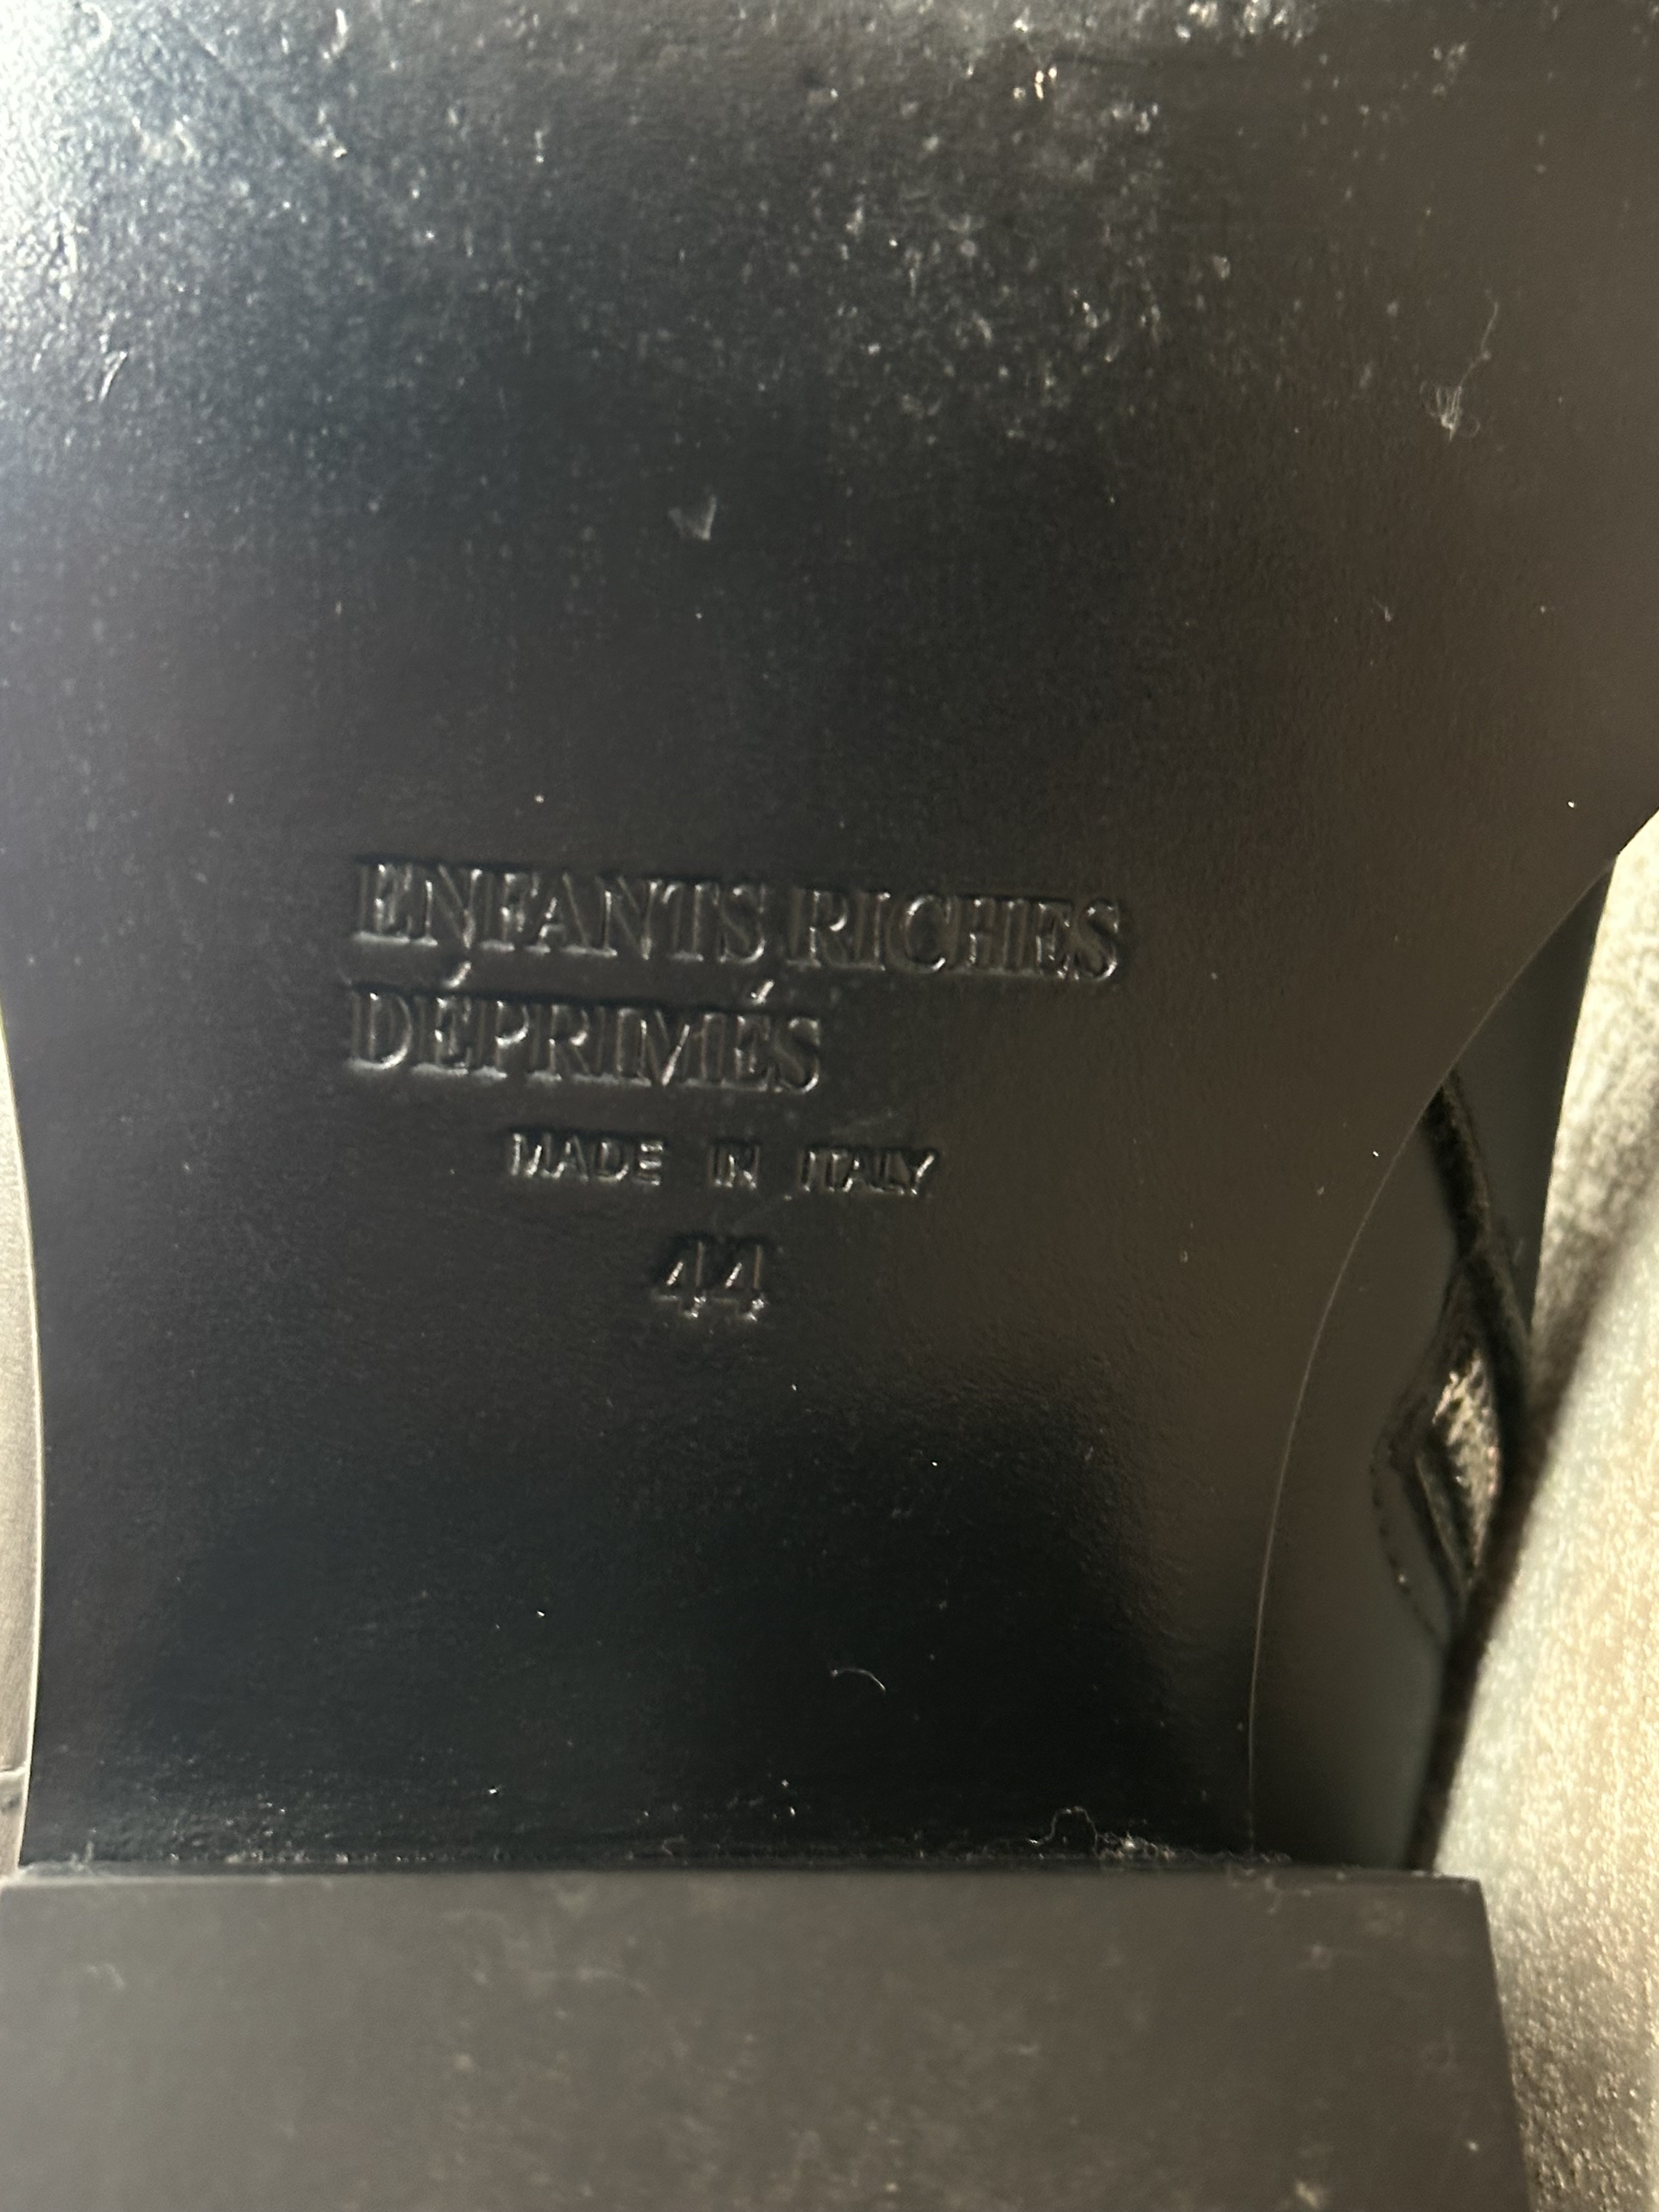 ENFANTS RICHES
DÉPRIMÉS
MADE IN ITALY
44